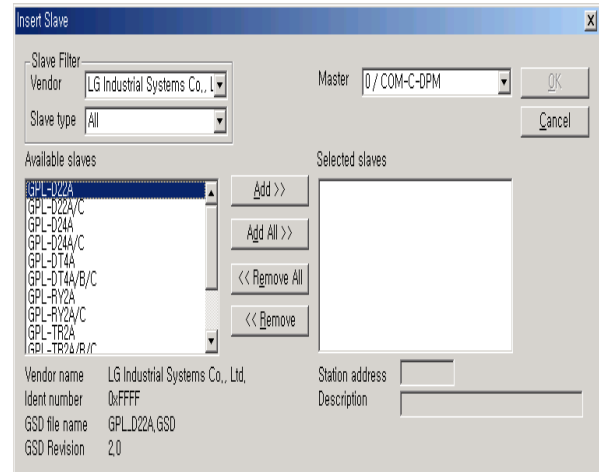 Insert Slave
Slave Filter
Vendor LG Industrial Systems Co,, L
Slave type All
Master 0 / COM-C-DPM
OK
Cancel
Available slaves
GPL-D22A
GPL-D22A/C
GPL-D24A
GPL-D24A/C
GPL-DT4A
GPL-DT4A/B/C
GPL-RY2A
GPL-RY2A/C
GPL-TR2A
GPL-TR2A/B/C
Add >>
Add All >>
<< Remove All
<< Remove
Selected slaves
Vendor name LG Industrial Systems Co,, Ltd,
Ident number 0xFFFF
GSD file name GPL_D22A,GSD
GSD Revision 2,0
Station address
Description